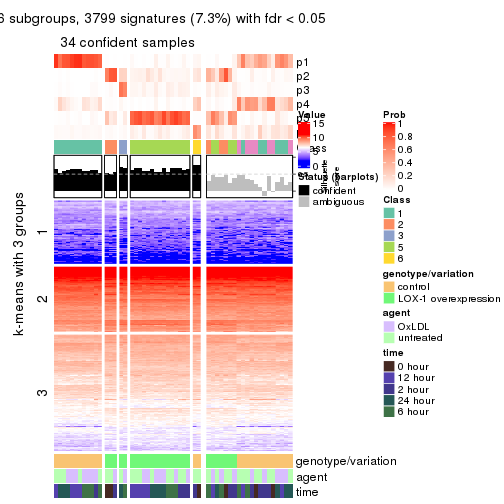 6 subgroups, 3799 signatures (7.3%) with fdr < 0.05
34 confident samples
p1
p2
p3
p4
Value
15
10
5
0
Silhouette
score
Status (barplots)
confident
ambiguous
k-means with 3 groups
1
2
3
genotype/variation
agent
time
Prob
1
0.8
0.6
0.4
0.2
0
Class
1
2
3
5
6
genotype/variation
control
LOX-1 overexpression
agent
OxLDL
untreated
time
0 hour
12 hour
2 hour
24 hour
6 hour